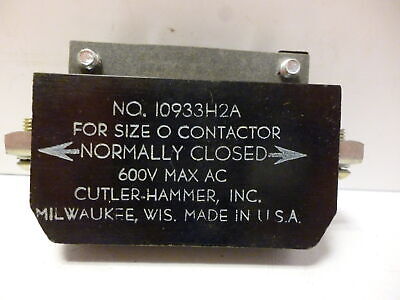 NO. 10933H2A
FOR SIZE O CONTACTOR
NORMALLY CLOSED
600V MAX AC
CUTLER-HAMMER, INC.
MILWAUKEE, WIS. MADE IN U.S.A.